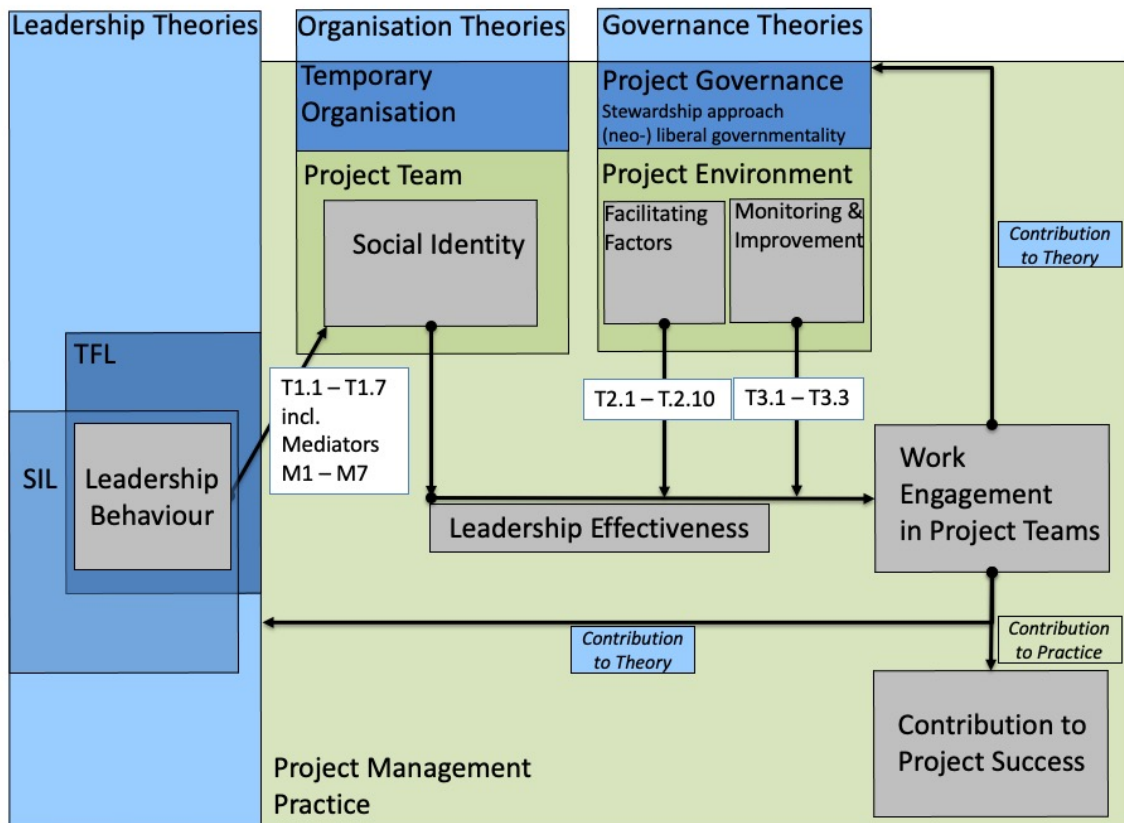 Leadership Theories
Organisation Theories
Governance Theories
Temporary
Organisation
Project Governance
Stewardship approach
(neo-) liberal governmentality
Project Team
Project Environment
Social Identity
Facilitating
Factors
Monitoring &
Improvement
Contribution
to Theory
TFL
T1.1 – T1.7
incl.
Mediators
M1 – M7
T2.1 – T.2.10
T3.1 – T3.3
SIL
Leadership
Behaviour
Work
Engagement
in Project Teams
Leadership Effectiveness
Contribution
to Theory
Contribution
to Practice
Contribution to
Project Success
Project Management
Practice